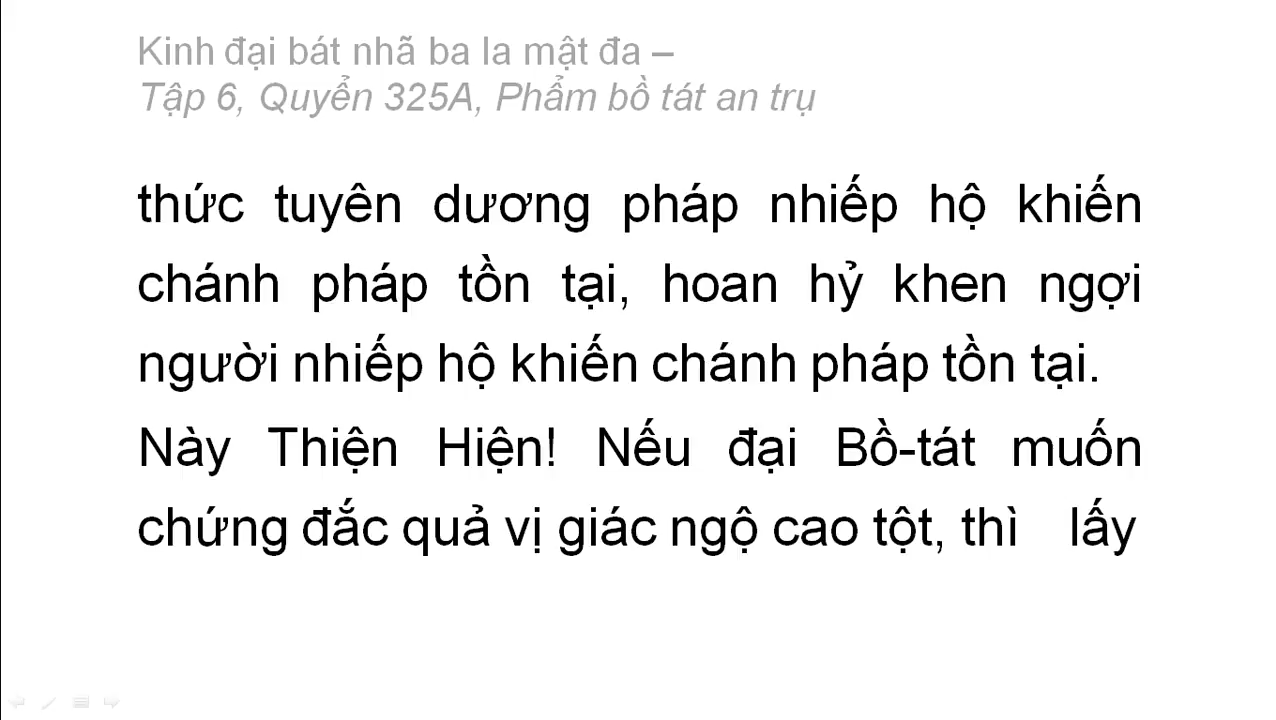 Kinh đại bát nhã ba la mật đa –
Tập 6, Quyển 325A, Phẩm bồ tát an trụ
thức tuyên dương pháp nhiếp hộ khiến
chánh pháp tồn tại, hoan hỷ khen ngợi
người nhiếp hộ khiến chánh pháp tồn tại.
Này Thiện Hiện! Nếu đại Bồ-tát muốn
chứng đắc quả vị giác ngộ cao tột, thì lấy